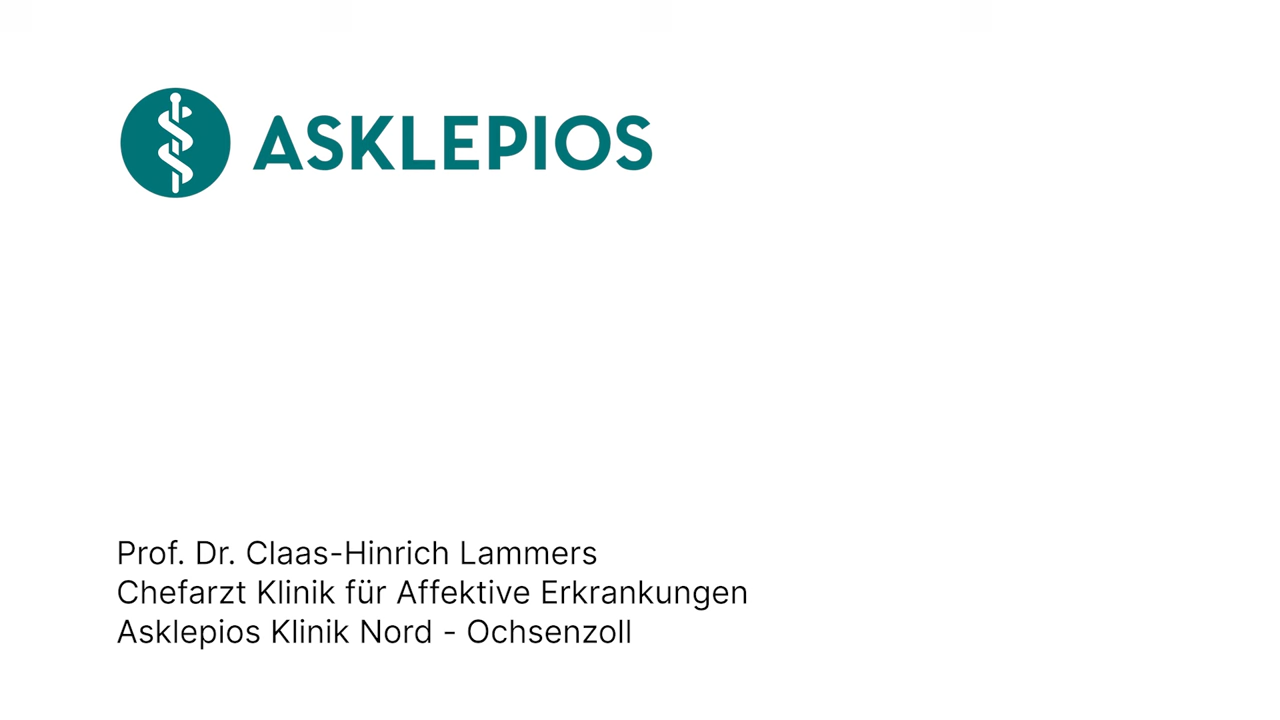 ASKLEPIOS
Prof. Dr. Claas-Hinrich Lammers
Chefarzt Klinik für Affektive Erkrankungen
Asklepios Klinik Nord - Ochsenzoll